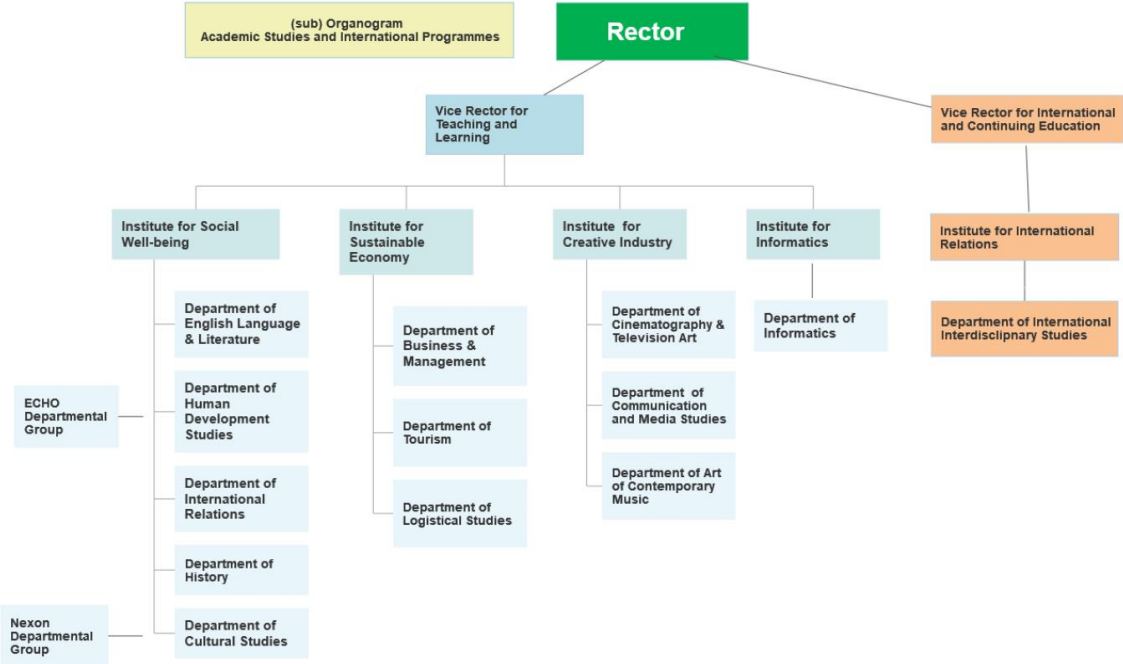 (sub) Organogram
Academic Studies and International Programmes
Rector
Vice Rector for
Teaching and
Learning
Vice Rector for International
and Continuing Education
Institute for Social
Well-being
Institute for
Sustainable
Economy
Institute for
Creative Industry
Institute for
Informatics
Institute for International
Relations
Department of
English Language
& Literature
Department of
Human
Development
Studies
Department of
International
Relations
Department of
History
Department of
Cultural Studies
ECHO
Departmental
Group
Nexon
Departmental
Group
Department of
Business &
Management
Department of
Tourism
Department of
Logistical Studies
Department of
Cinematography &
Television Art
Department of
Communication
and Media Studies
Department of Art
of Contemporary
Music
Department of
Informatics
Department of International
Interdisclipnary Studies